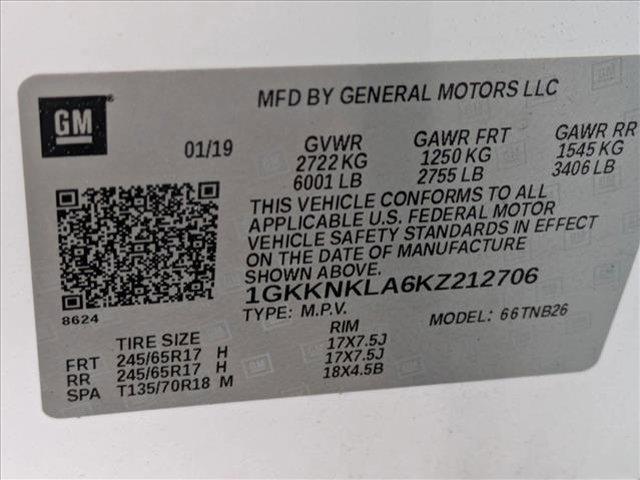 GM
MFD BY GENERAL MOTORS LLC
01/19 GVWR GAWR FRT GAWR RR
2722 KG 1250 KG 1545 KG
6001 LB 2755 LB 3406 LB
THIS VEHICLE CONFORMS TO ALL
APPLICABLE U.S. FEDERAL MOTOR
VEHICLE SAFETY STANDARDS IN EFFECT
ON THE DATE OF MANUFACTURE
SHOWN ABOVE.
1GKKNKLA6KZ212706
8624
TYPE: M.P.V. MODEL: 66TNB26
TIRE SIZE RIM
FRT 245/65R17 H 17X7.5J
RR 245/65R17 H 17X7.5J
SPA T135/70R18 M 18X4.5B